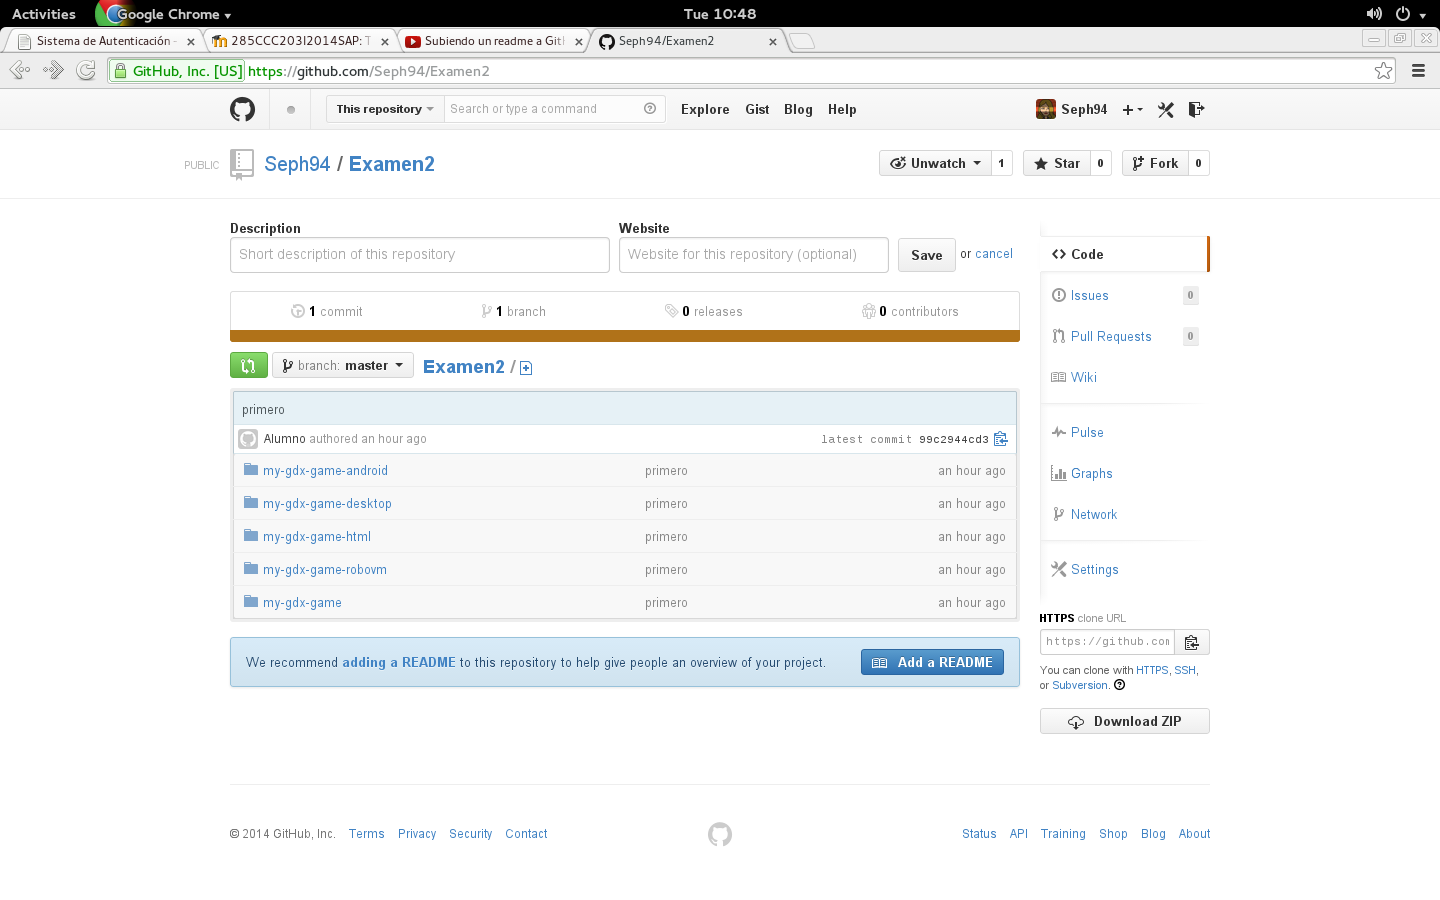 Activities Google Chrome Tue 10:48
Sistema de Autenticación - 285CCC203I2014SAP: T Subiendo un readme a Gitl Seph94/Examen2
GitHub, Inc. [US] https://github.com/Seph94/Examen2
This repository Search or type a command Explore Gist Blog Help Seph94
PUBLIC Seph94 / Examen2 Unwatch 1 Star 0 Fork 0
Description Website
Short description of this repository Website for this repository (optional) Save or cancel
Code
1 commit 1 branch 0 releases 0 contributors
Issues 0
Pull Requests 0
branch: master Examen2 /
Wiki
primero
Alumno authored an hour ago latest commit 99c2944cd3
Pulse
my-gdx-game-android primero an hour ago
Graphs
my-gdx-game-desktop primero an hour ago
Network
my-gdx-game-html primero an hour ago
my-gdx-game-robovm primero an hour ago
Settings
my-gdx-game primero an hour ago
HTTPS clone URL
https://github.com
We recommend adding a README to this repository to help give people an overview of your project. Add a README
You can clone with HTTPS, SSH,
or Subversion.
Download ZIP
© 2014 GitHub, Inc. Terms Privacy Security Contact Status API Training Shop Blog About